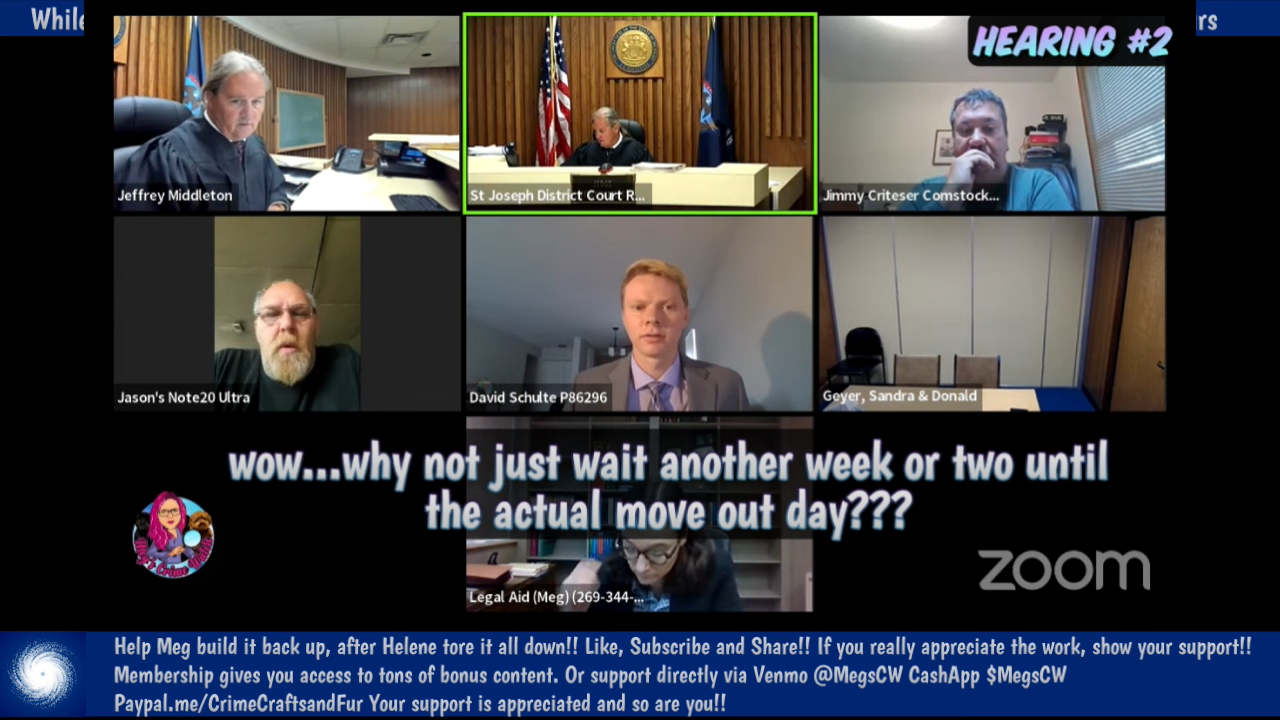 While
rs
HEARING #2
Jeffrey Middleton
St Joseph District Court R...
Jimmy Criteser Comstock...
Jason's Note20 Ultra
David Schulte P86296
Geyer, Sandra & Donald
wow...why not just wait another week or two until
the actual move out day???
Legal Aid (Meg) (269-344-...
zoom
Help Meg build it back up, after Helene tore it all down!! Like, Subscribe and Share!! If you really appreciate the work, show your support!!
Membership gives you access to tons of bonus content. Or support directly via Venmo @MegsCW CashApp $MegsCW
Paypal.me/CrimeCraftsandFur Your support is appreciated and so are you!!